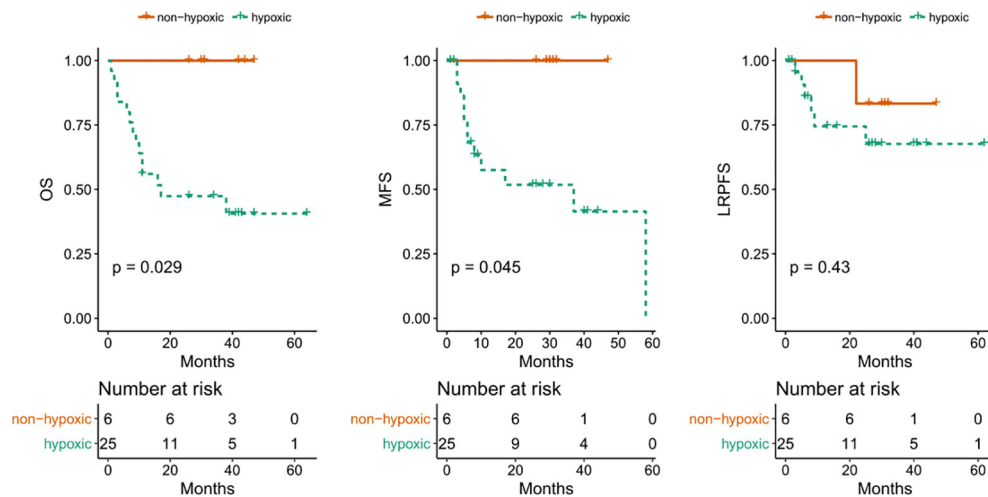 non-hypoxic hypoxic
1.00
0.75
0.50
0.25
0.00
OS
p = 0.029
0 20 40 60
Months
Number at risk
non-hypoxic 6 6 3 0
hypoxic 25 11 5 1
0 20 40 60
Months
non-hypoxic hypoxic
1.00
0.75
0.50
0.25
0.00
MFS
p = 0.045
0 10 20 30 40 50 60
Months
Number at risk
non-hypoxic 6 6 1 0
hypoxic 25 9 4 0
0 20 40 60
Months
non-hypoxic hypoxic
1.00
0.75
0.50
0.25
0.00
LRPFS
p = 0.43
0 20 40 60
Months
Number at risk
non-hypoxic 6 6 1 0
hypoxic 25 11 5 1
0 20 40 60
Months